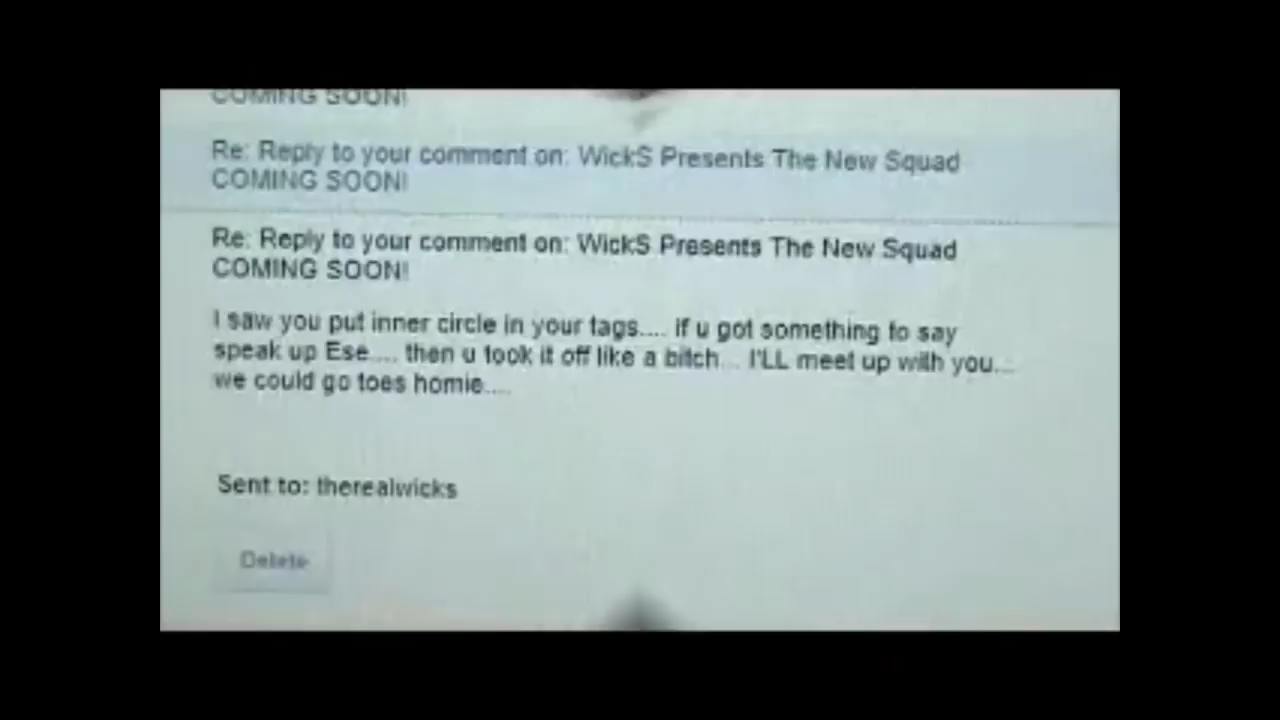 COMING SOON!
Re: Reply to your comment on: WickS Presents The New Squad
COMING SOON!
Re: Reply to your comment on: WickS Presents The New Squad
COMING SOON!
I saw you put inner circle in your tags.... If u got something to say
speak up Ese.... then u took it off like a bitch... I'LL meet up with you...
we could go toes homie....
Sent to: therealwicks
Delete